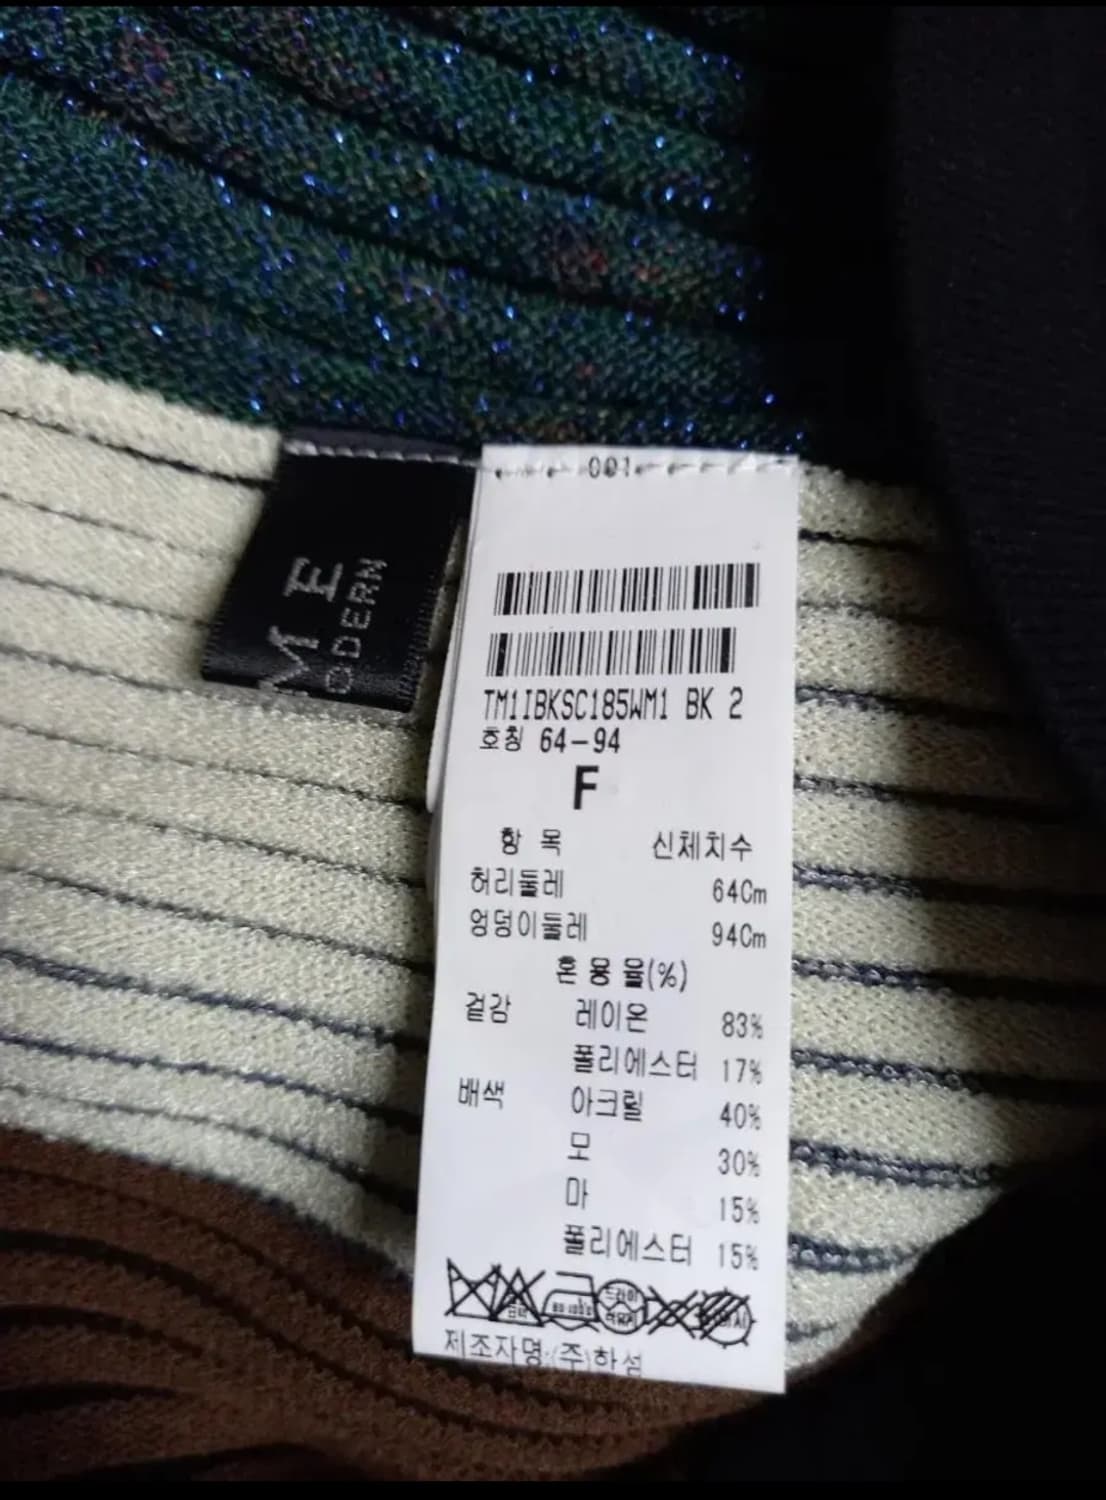 001
TM1IBKSC185WM1 BK 2
호칭 64-94
F
항 목 신체치수
허리둘레 64Cm
엉덩이둘레 94Cm
혼 용 율(%)
겉감 레이온 83%
폴리에스터 17%
배색 아크릴 40%
모 30%
마 15%
폴리에스터 15%
드라이
제조자명:(주)한섬
ME
ODERN